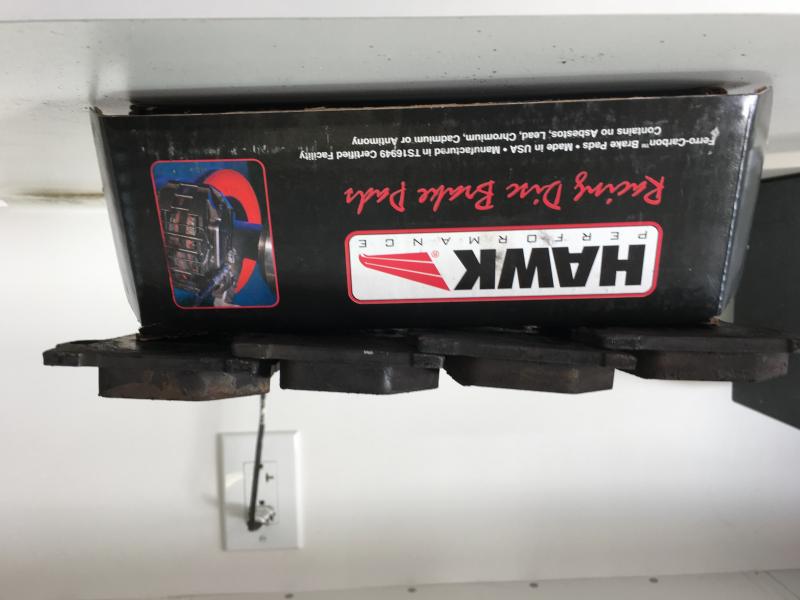 HAWK®
PERFORMANCE
Racing Disc Brake Pads
Ferro-Carbon™ Brake Pads • Made in USA • Manufactured in TS16949 Certified Facility
Contains no Asbestos, Lead, Chromium, Cadmium or Antimony